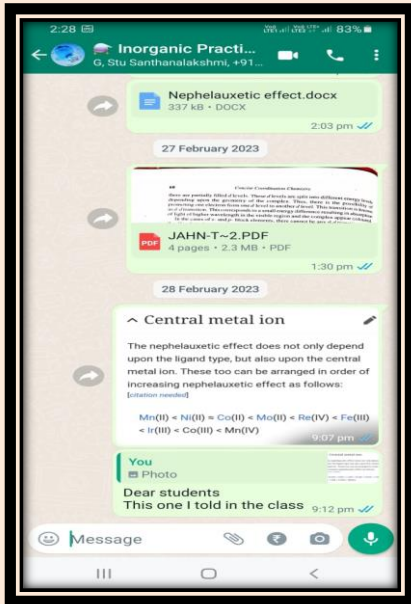 2:28
83%
Inorganic Practi...
G, Stu Santhanalakshmi, +91...
Nephelauxetic effect.docx
337 kB • DOCX
2:03 pm
27 February 2023
Concise Coordination Chemistry
JAHN-T~2.PDF
PDF
4 pages • 2.3 MB • PDF
1:30 pm
28 February 2023
Central metal ion
The nephelauxetic effect does not only depend
upon the ligand type, but also upon the central
metal ion. These too can be arranged in order of
increasing nephelauxetic effect as follows:
[citation needed]
Mn(II) < Ni(II) ≈ Co(II) < Mo(II) < Re(IV) < Fe(III)
< Ir(III) < Co(III) < Mn(IV)
9:07 pm
You
Photo
Dear students
This one I told in the class
9:12 pm
Message